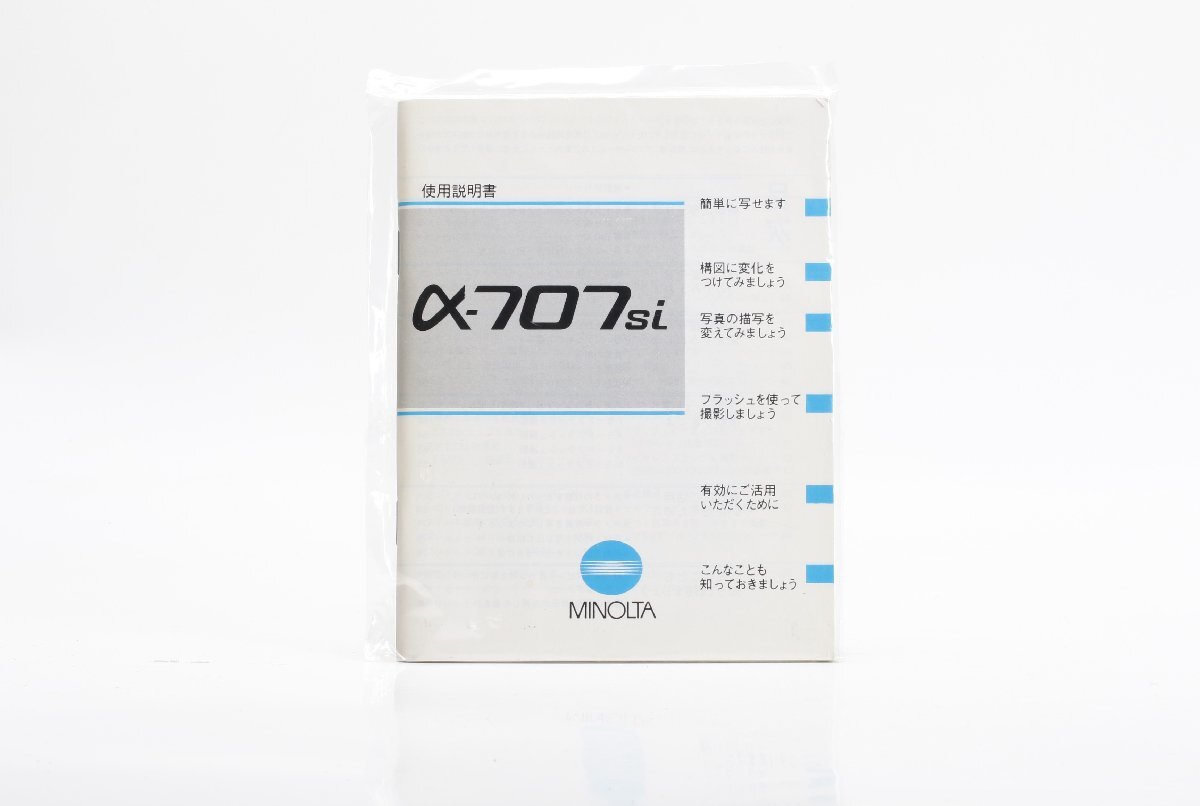 使用説明書
α-707si
簡単に写せます
構図に変化を
つけてみましょう
写真の描写を
変えてみましょう
フラッシュを使って
撮影しましょう
有効にご活用
いただくために
こんなことも
知っておきましょう
MINOLTA